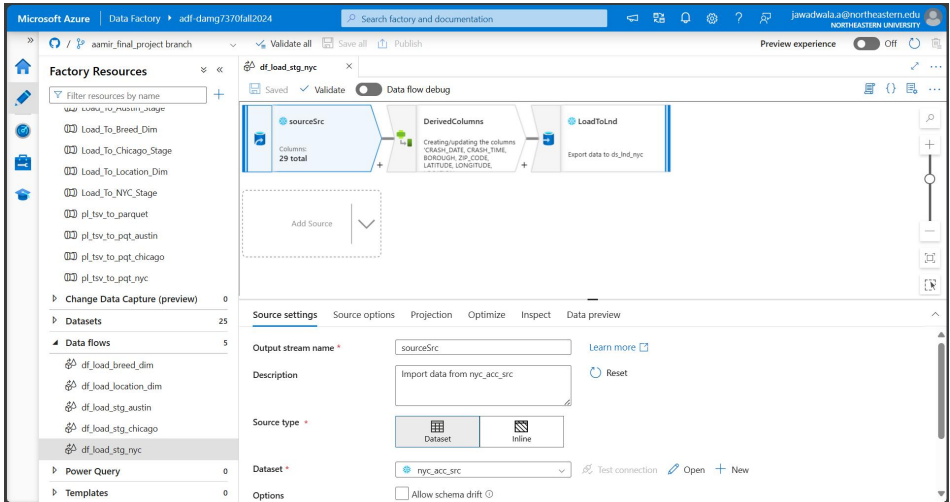 Microsoft Azure
Data Factory
adf-damg7370fall2024
Search factory and documentation
jawadwala.a@northeastern.edu
NORTHEASTERN UNIVERSITY
/ aamir_final_project branch
Validate all
Save all
Publish
Preview experience
Off
Factory Resources
Filter resources by name
Load_To_Austin_Stage
Load_To_Breed_Dim
Load_To_Chicago_Stage
Load_To_Location_Dim
Load_To_NYC_Stage
pl_tsv_to_parquet
pl_tsv_to_pqt_austin
pl_tsv_to_pqt_chicago
pl_tsv_to_pqt_nyc
Change Data Capture (preview) 0
Datasets 25
Data flows 5
df_load_breed_dim
df_load_location_dim
df_load_stg_austin
df_load_stg_chicago
df_load_stg_nyc
Power Query 0
Templates 0
df_load_stg_nyc
Saved
Validate
Data flow debug
sourceSrc
Columns:
29 total
DerivedColumns
Creating/updating the columns
'CRASH_DATE, CRASH_TIME,
BOROUGH, ZIP_CODE,
LATITUDE, LONGITUDE,
LoadToLnd
Export data to ds_lnd_nyc
Add Source
Source settings
Source options
Projection
Optimize
Inspect
Data preview
Output stream name *
sourceSrc
Learn more
Description
Import data from nyc_acc_src
Reset
Source type *
Dataset
Inline
Dataset *
nyc_acc_src
Test connection
Open
New
Options
Allow schema drift